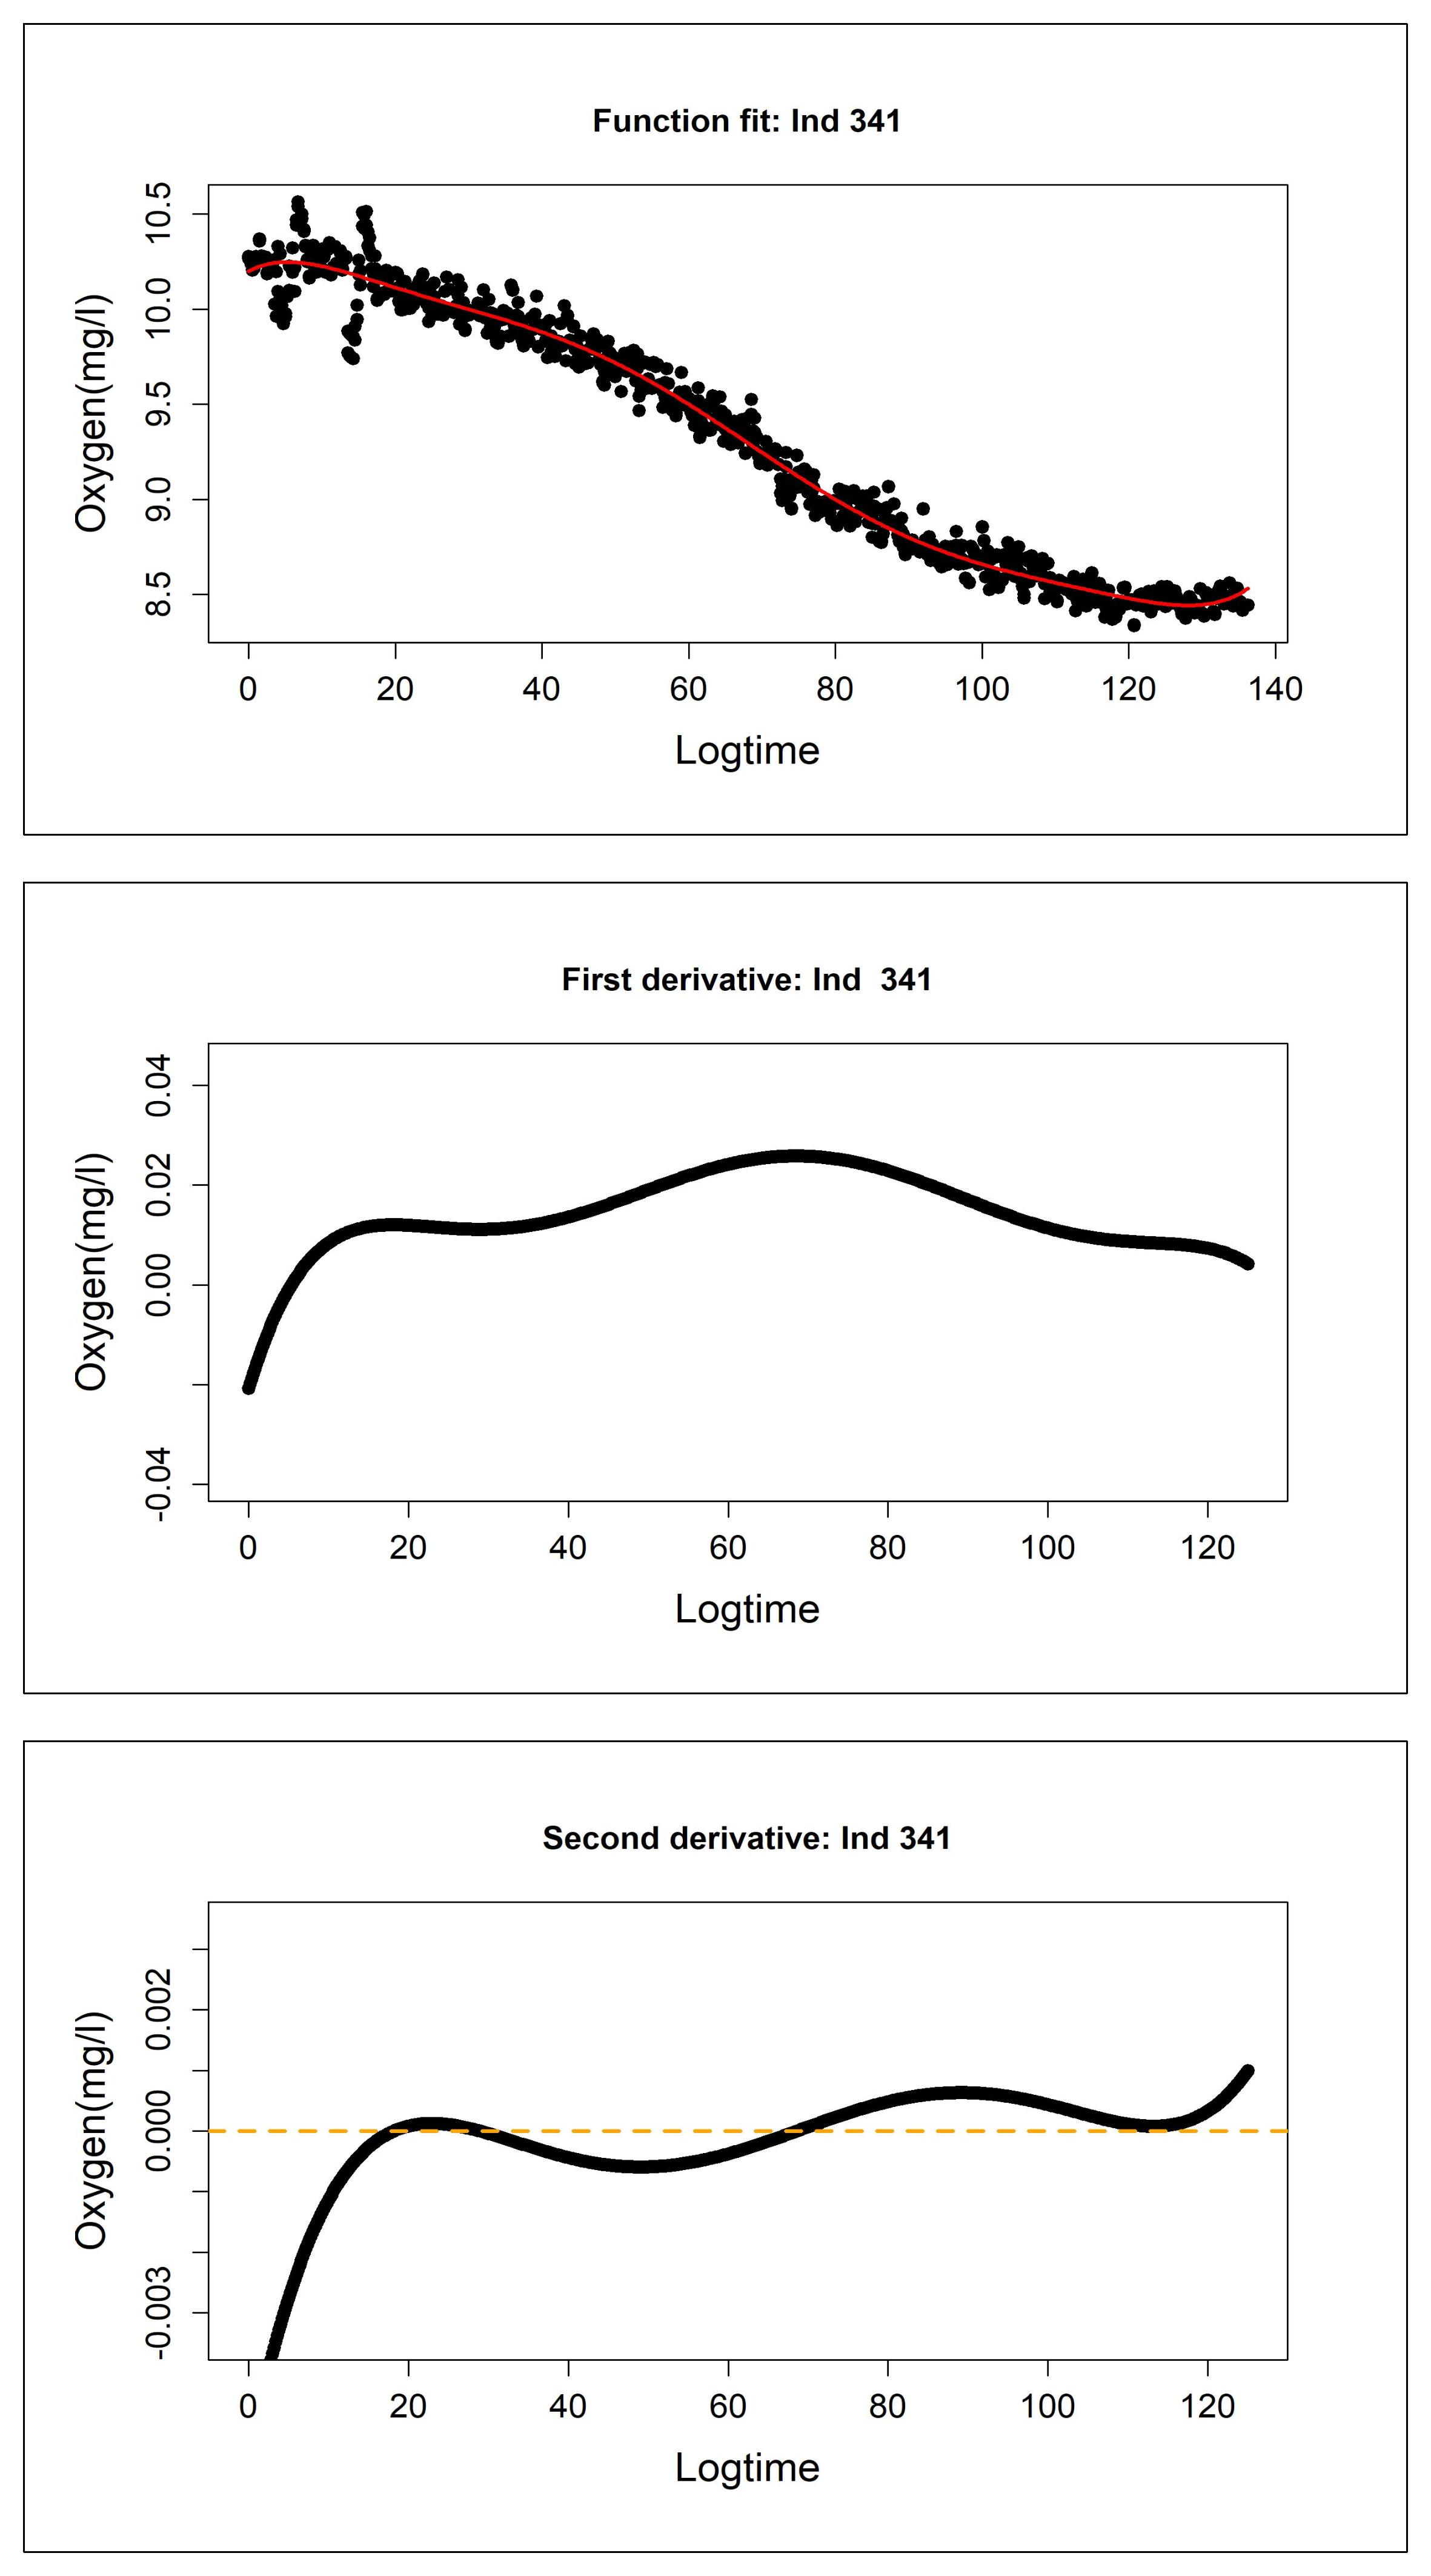 Function fit: Ind 341
Oxygen(mg/l)
10.5
10.0
9.5
9.0
8.5
0 20 40 60 80 100 120 140
Logtime
First derivative: Ind  341
Oxygen(mg/l)
0.04
0.02
0.00
-0.04
0 20 40 60 80 100 120
Logtime
Second derivative: Ind 341
Oxygen(mg/l)
0.002
0.000
-0.003
0 20 40 60 80 100 120
Logtime